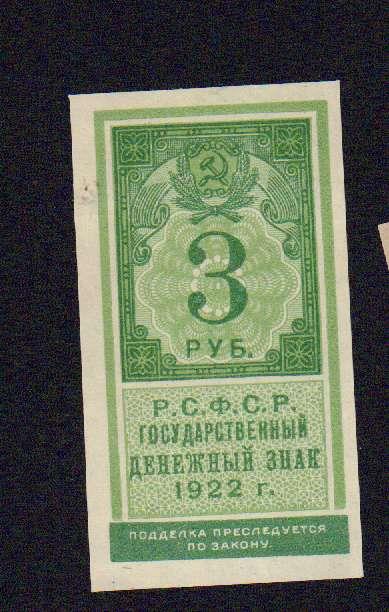 3
РУБ.
Р.С.Ф.С.Р.
ГОСУДАРСТВЕННЫЙ
ДЕНЕЖНЫЙ ЗНАК
1922 г.
ПОДДЕЛКА ПРЕСЛЕДУЕТСЯ
ПО ЗАКОНУ.